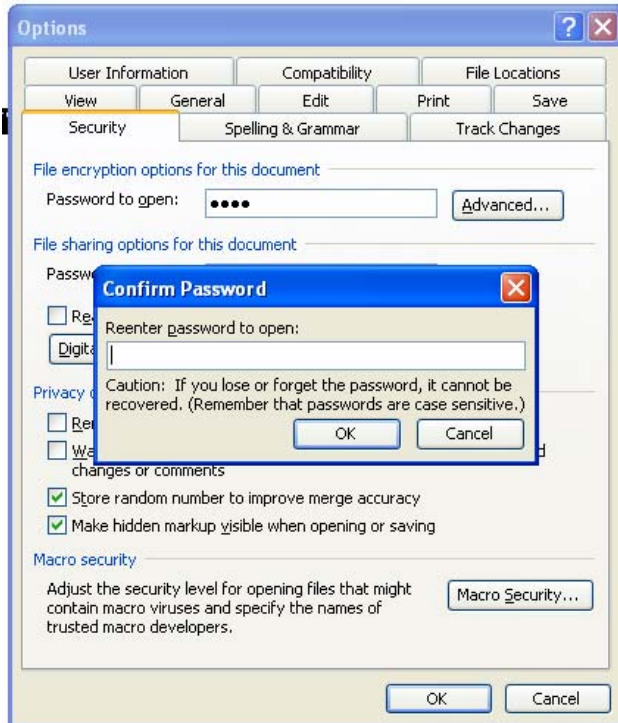 Options
User Information Compatibility File Locations
View General Edit Print Save
Security Spelling & Grammar Track Changes
File encryption options for this document
Password to open: ●●●● Advanced...
File sharing options for this document
Confirm Password
Reenter password to open:
Caution: If you lose or forget the password, it cannot be
recovered. (Remember that passwords are case sensitive.)
OK Cancel
changes or comments
Store random number to improve merge accuracy
Make hidden markup visible when opening or saving
Macro security
Adjust the security level for opening files that might
contain macro viruses and specify the names of
trusted macro developers.
Macro Security...
OK Cancel